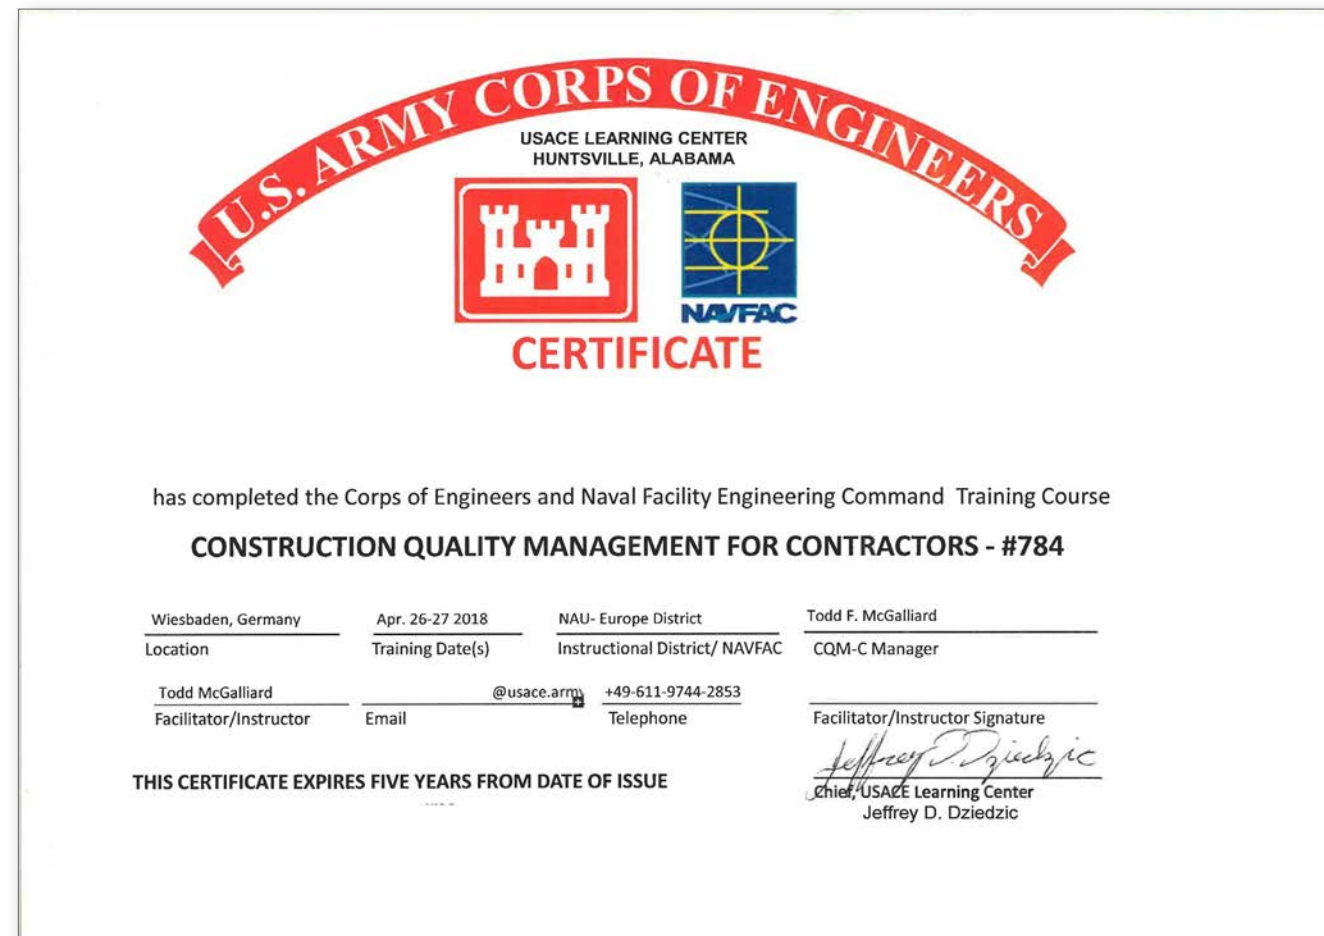 U.S. ARMY CORPS OF ENGINEERS
USACE LEARNING CENTER
HUNTSVILLE, ALABAMA
NAVFAC
CERTIFICATE
has completed the Corps of Engineers and Naval Facility Engineering Command Training Course
CONSTRUCTION QUALITY MANAGEMENT FOR CONTRACTORS - #784
Wiesbaden, Germany Apr. 26-27 2018 NAU- Europe District Todd F. McGalliard
Location Training Date(s) Instructional District/ NAVFAC CQM-C Manager
Todd McGalliard @usace.army +49-611-9744-2853
Facilitator/Instructor Email Telephone Facilitator/Instructor Signature
Jeffrey D. Dziedzic
THIS CERTIFICATE EXPIRES FIVE YEARS FROM DATE OF ISSUE
Chief, USACE Learning Center
Jeffrey D. Dziedzic